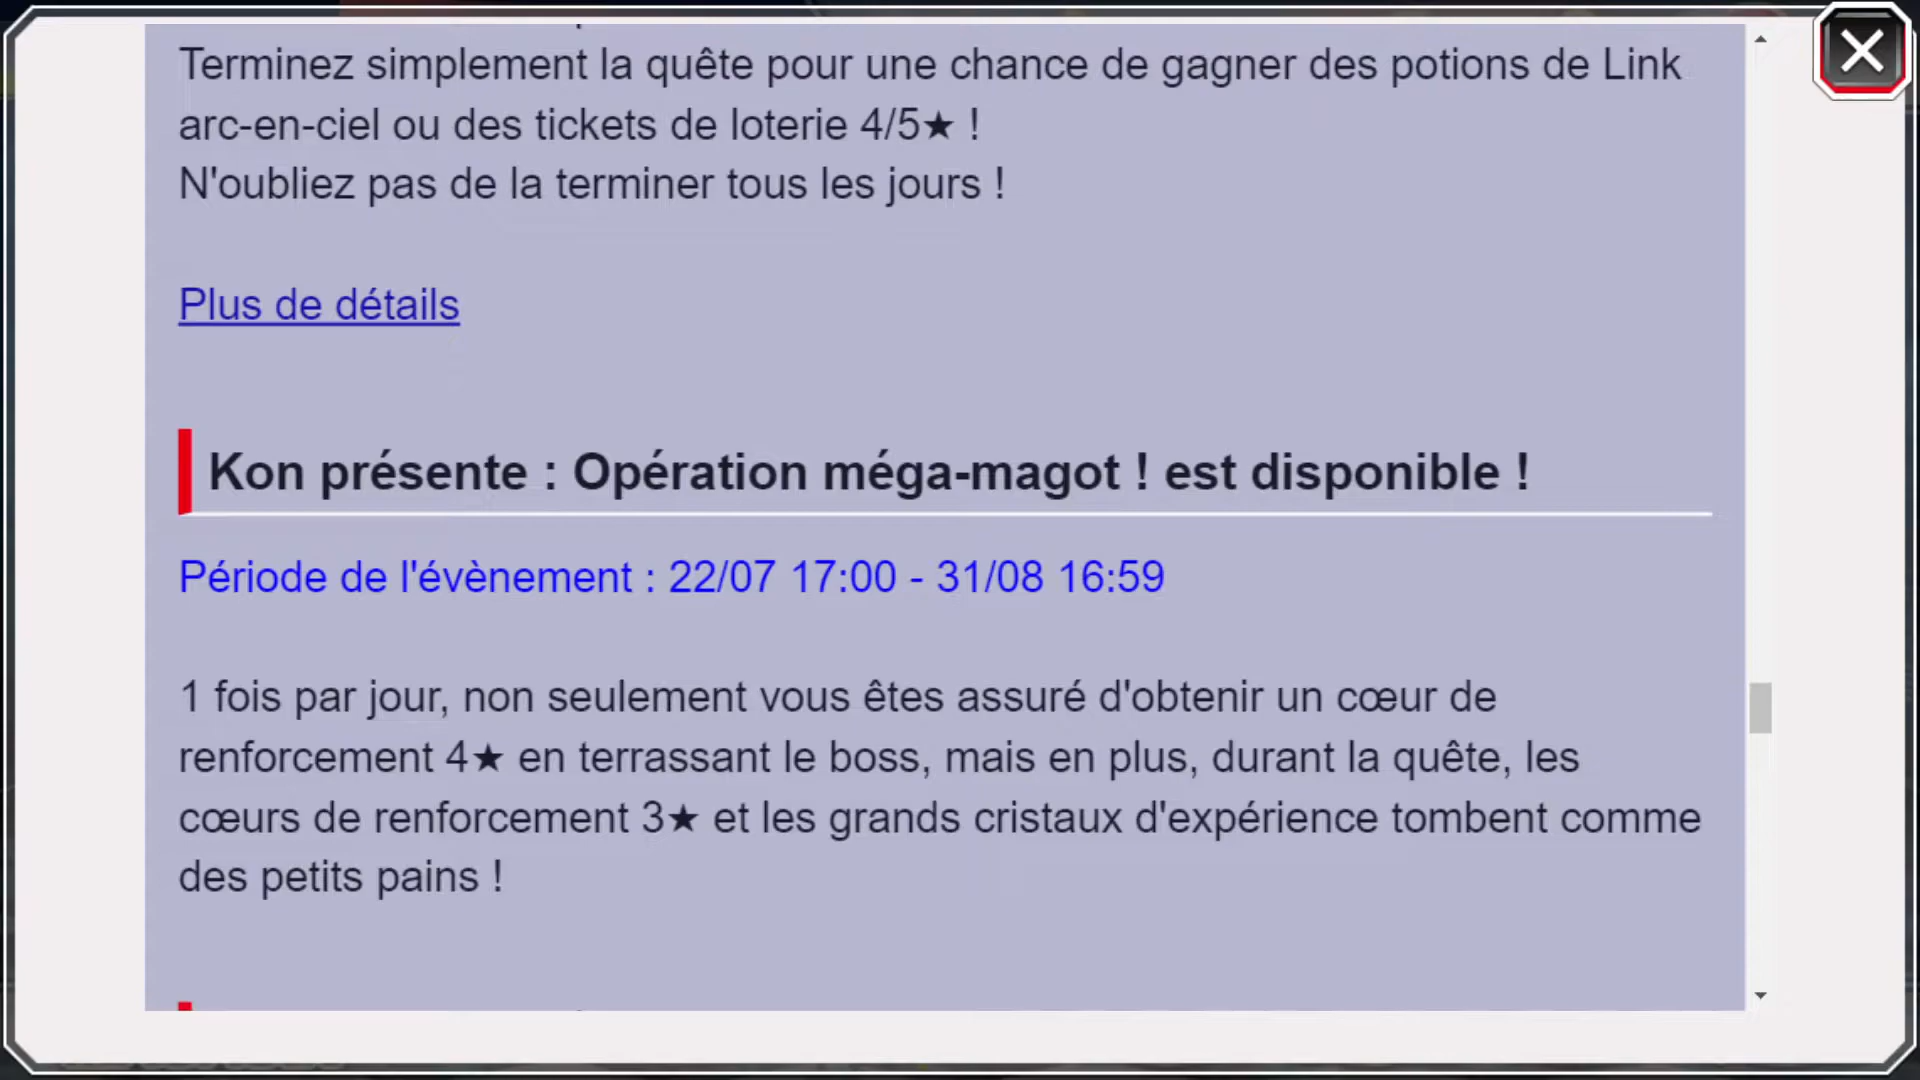 Terminez simplement la quête pour une chance de gagner des potions de Link
arc-en-ciel ou des tickets de loterie 4/5★ !
N'oubliez pas de la terminer tous les jours !
Plus de détails
Kon présente : Opération méga-magot ! est disponible !
Période de l'évènement : 22/07 17:00 - 31/08 16:59
1 fois par jour, non seulement vous êtes assuré d'obtenir un cœur de
renforcement 4★ en terrassant le boss, mais en plus, durant la quête, les
cœurs de renforcement 3★ et les grands cristaux d'expérience tombent comme
des petits pains !